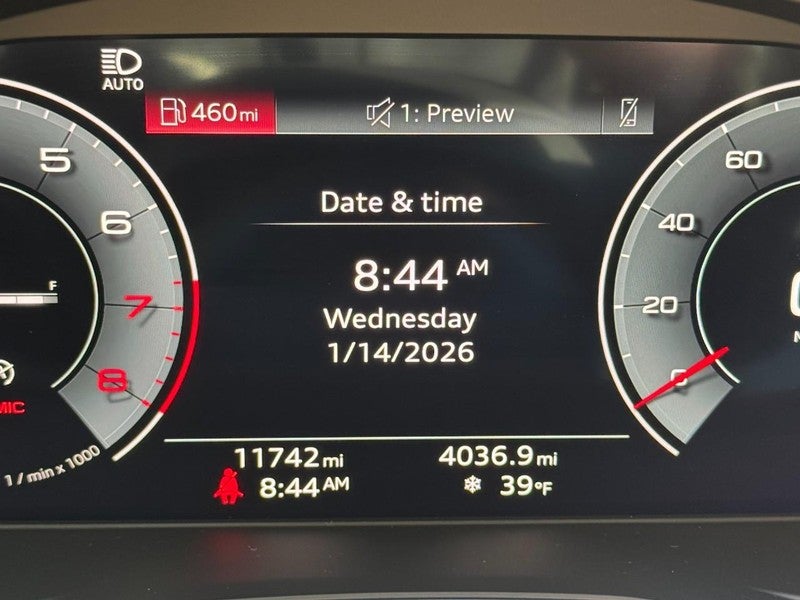 AUTO
460mi
1: Preview
Date & time
8:44 AM
Wednesday
1/14/2026
11742mi
4036.9mi
8:44AM
39°F
5
6
7
8
F
MIC
1 / min x 1000
60
40
20
0